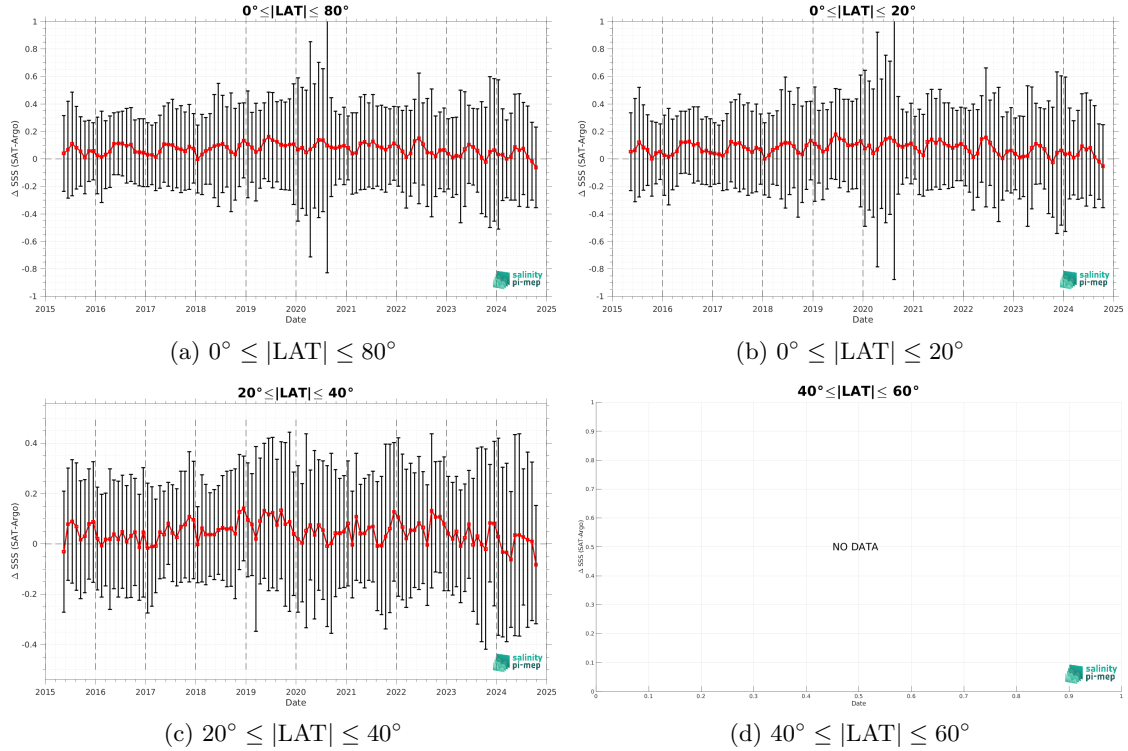 0°≤|LAT|≤ 80°
Δ SSS (SAT-Argo)
1
0.8
0.6
0.4
0.2
0
-0.2
-0.4
-0.6
-0.8
-1
2015 2016 2017 2018 2019 2020 2021 2022 2023 2024 2025
Date
salinity
pi-mep
(a) 0° ≤ |LAT| ≤ 80°
0°≤|LAT|≤ 20°
Δ SSS (SAT-Argo)
1
0.8
0.6
0.4
0.2
0
-0.2
-0.4
-0.6
-0.8
-1
2015 2016 2017 2018 2019 2020 2021 2022 2023 2024 2025
Date
salinity
pi-mep
(b) 0° ≤ |LAT| ≤ 20°
20°≤|LAT|≤ 40°
Δ SSS (SAT-Argo)
0.4
0.2
0
-0.2
-0.4
2015 2016 2017 2018 2019 2020 2021 2022 2023 2024 2025
Date
salinity
pi-mep
(c) 20° ≤ |LAT| ≤ 40°
40°≤|LAT|≤ 60°
Δ SSS (SAT-Argo)
1
0.9
0.8
0.7
0.6
0.5
0.4
0.3
0.2
0.1
0
NO DATA
0 0.1 0.2 0.3 0.4 0.5 0.6 0.7 0.8 0.9 1
Date
salinity
pi-mep
(d) 40° ≤ |LAT| ≤ 60°